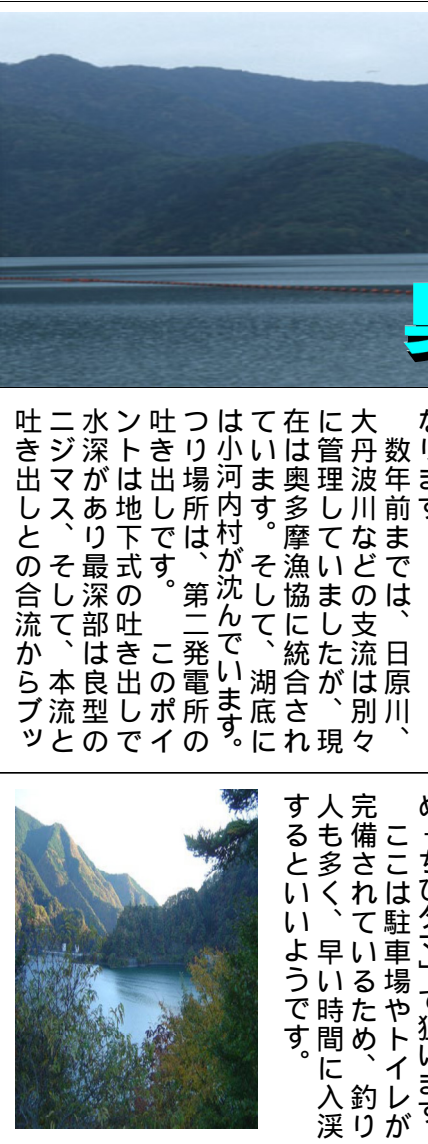 なります。
　数年前までは、日原川、
大丹波川などの支流は別々
に管理していましたが、現
在は奥多摩漁協に統合され
ています。そして、湖底に
は小河内村が沈んでいます。
つり場所は、第二発電所の
吐き出しです。　このポイ
ントは地下式の吐き出しで
水深があり最深部は良型の
ニジマス、そして、本流と
吐き出しとの合流からブッ
　ここは駐車場やトイレが
完備されているため、釣り
人も多く、早い時間に入渓
するといいようです。